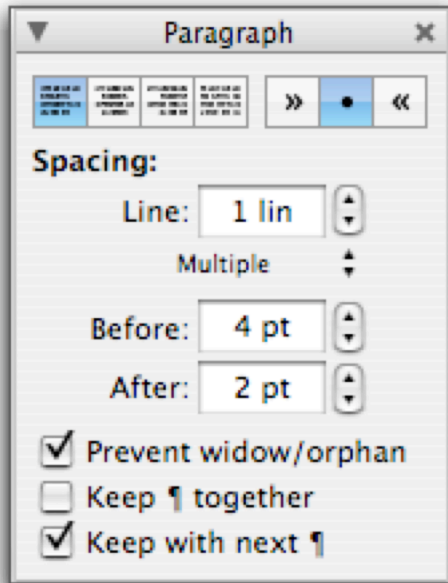 Paragraph
» • «
Spacing:
Line: 1 lin
Multiple
Before: 4 pt
After: 2 pt
Prevent widow/orphan
Keep ¶ together
Keep with next ¶